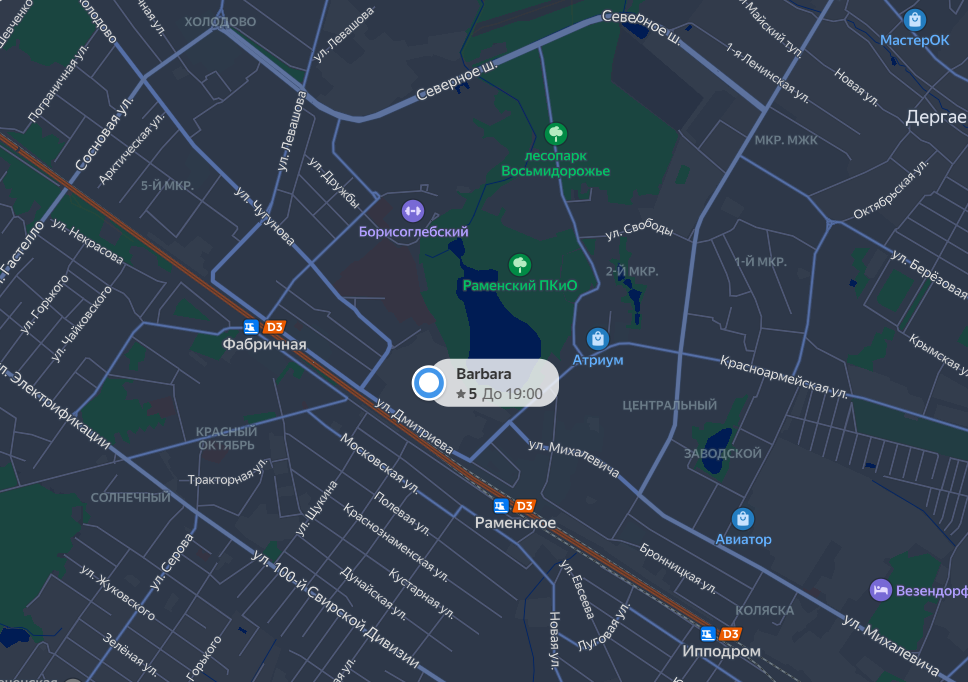 ХОЛОДОВО
ул. Левашова
Северное ш.
1-я Ленинская ул.
Майский туп.
МастерОК
Новая ул.
Дергае
Пограничная ул.
Сосновая ул.
Арктическая ул.
ул. Левашова
Северное ш.
лесопарк
Восьмидорожье
МКР. МЖК
5-Й МКР.
ул. Дружбы
ул. Чугунова
Борисоглебский
Октябрьская ул.
ул. Свободы
ул. Некрасова
Гастелло
Раменский ПКиО
2-Й МКР.
1-Й МКР.
ул. Берёзовая
ул. Горького
ул. Чайковского
D3
Фабричная
Атриум
Крымская ул.
Barbara
5 До 19:00
Красноармейская ул.
ул. Электрификации
ул. Дмитриева
ЦЕНТРАЛЬНЫЙ
КРАСНЫЙ
ОКТЯБРЬ
Московская ул.
ул. Михалевича
ЗАВОДСКОЙ
Тракторная ул.
СОЛНЕЧНЫЙ
ул. Щукина
Полевая ул.
D3
Раменское
Авиатор
Краснознаменская ул.
ул. Серова
ул. 100-й Свирской Дивизии
Бронницкая ул.
ул. Жуковского
Дунайская ул.
Кустарная ул.
ул. Евсеева
Везендорф
КОЛЯСКА
Новая ул.
Луговая ул.
D3
Ипподром
ул. Михалевича
Зелёная ул.
Горького